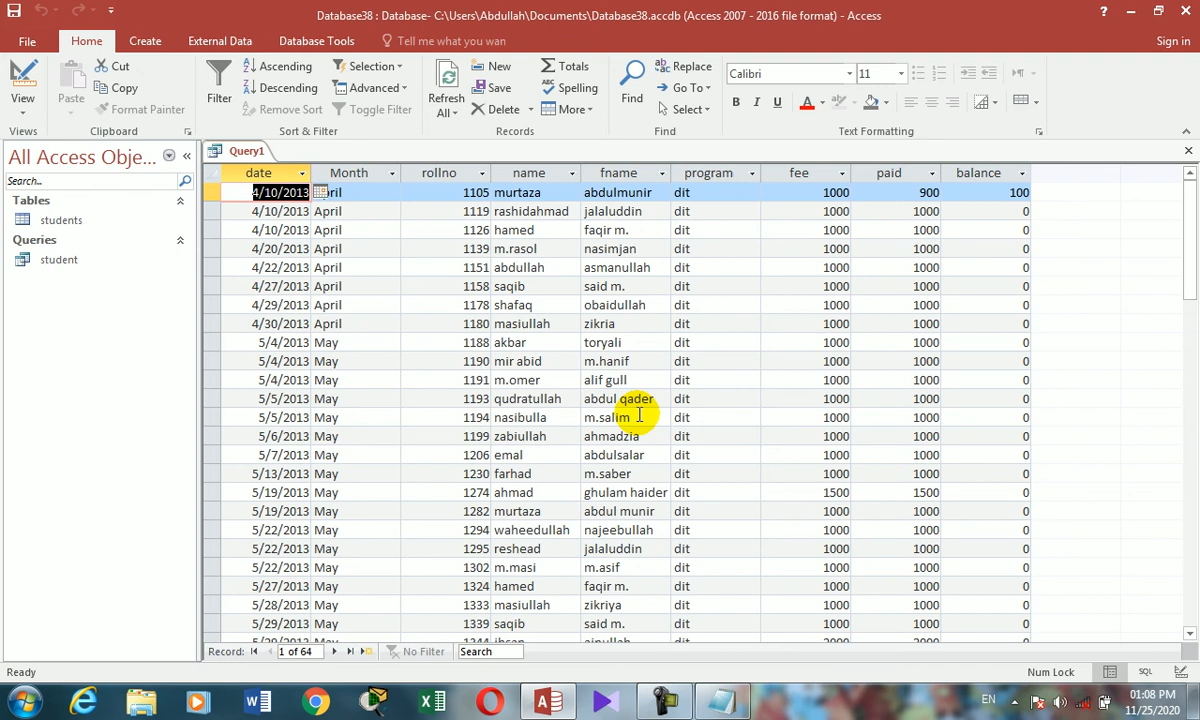 Database38 : Database- C:\Users\Abdullah\Documents\Database38.accdb (Access 2007 - 2016 file format) - Access
File Home Create External Data Database Tools Tell me what you want Sign in
View Views
Paste Cut Copy Format Painter Clipboard
Filter Ascending Descending Remove Sort Selection Advanced Toggle Filter Sort & Filter
Refresh All New Save Delete Totals Spelling More Records
Find Replace Go To Select Find
Calibri 11 B I U A Text Formatting
All Access Obje...
Search...
Tables
students
Queries
student
Query1
date Month rollno name fname program fee paid balance
4/10/2013 April 1105 murtaza abdulmunir dit 1000 900 100
4/10/2013 April 1119 rashidahmad jalaluddin dit 1000 1000 0
4/10/2013 April 1126 hamed faqir m. dit 1000 1000 0
4/20/2013 April 1139 m.rasol nasimjan dit 1000 1000 0
4/22/2013 April 1151 abdullah asmanullah dit 1000 1000 0
4/27/2013 April 1158 saqib said m. dit 1000 1000 0
4/29/2013 April 1178 shafaq obaidullah dit 1000 1000 0
4/30/2013 April 1180 masiullah zikria dit 1000 1000 0
5/4/2013 May 1188 akbar toryali dit 1000 1000 0
5/4/2013 May 1190 mir abid m.hanif dit 1000 1000 0
5/4/2013 May 1191 m.omer alif gull dit 1000 1000 0
5/5/2013 May 1193 qudratullah abdul qader dit 1000 1000 0
5/5/2013 May 1194 nasibulla m.salim dit 1000 1000 0
5/6/2013 May 1199 zabiullah ahmadzia dit 1000 1000 0
5/7/2013 May 1206 emal abdulsalar dit 1000 1000 0
5/13/2013 May 1230 farhad m.saber dit 1000 1000 0
5/19/2013 May 1274 ahmad ghulam haider dit 1500 1500 0
5/19/2013 May 1282 murtaza abdul munir dit 1000 1000 0
5/22/2013 May 1294 waheedullah najeebullah dit 1000 1000 0
5/22/2013 May 1295 reshead jalaluddin dit 1000 1000 0
5/22/2013 May 1302 m.masi m.asif dit 1000 1000 0
5/27/2013 May 1324 hamed faqir m. dit 1000 1000 0
5/28/2013 May 1333 masiullah zikriya dit 1000 1000 0
5/29/2013 May 1339 saqib said m. dit 1000 1000 0
Record: 1 of 64 No Filter Search
Ready Num Lock SQL
EN 01:08 PM
11/25/2020